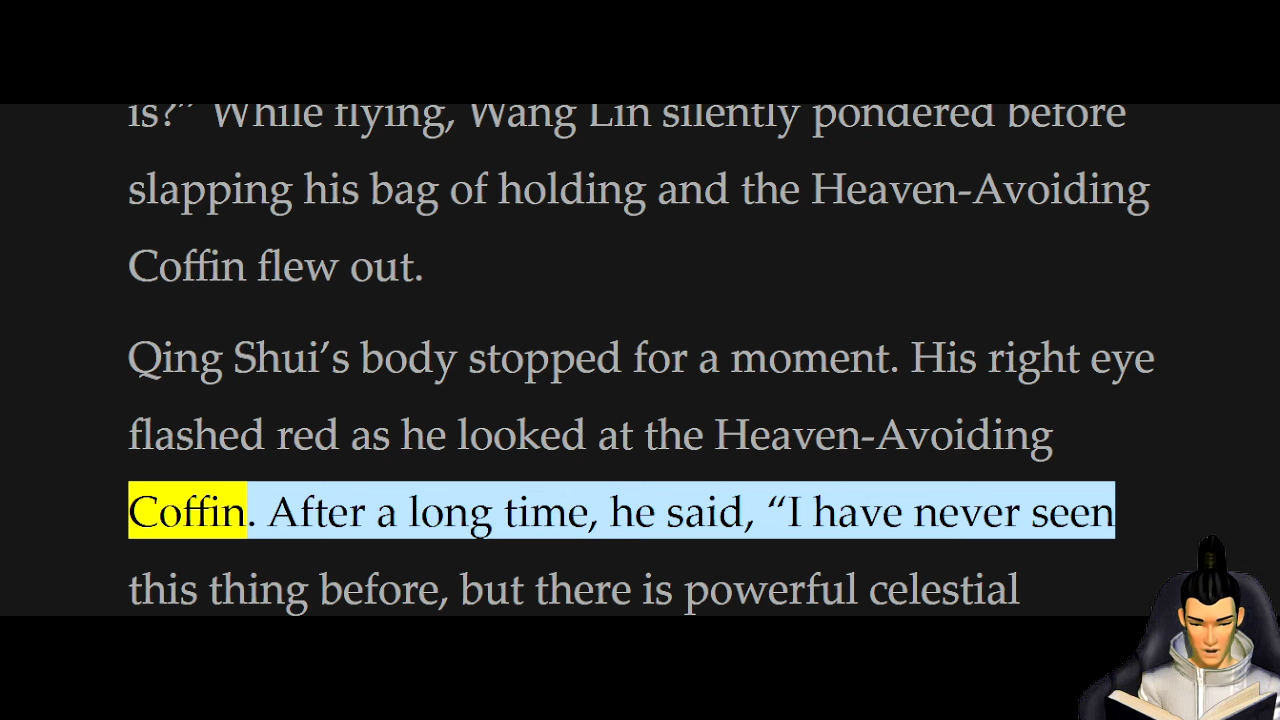 is?” While flying, Wang Lin silently pondered before
slapping his bag of holding and the Heaven-Avoiding
Coffin flew out.
Qing Shui’s body stopped for a moment. His right eye
flashed red as he looked at the Heaven-Avoiding
Coffin. After a long time, he said, “I have never seen
this thing before, but there is powerful celestial